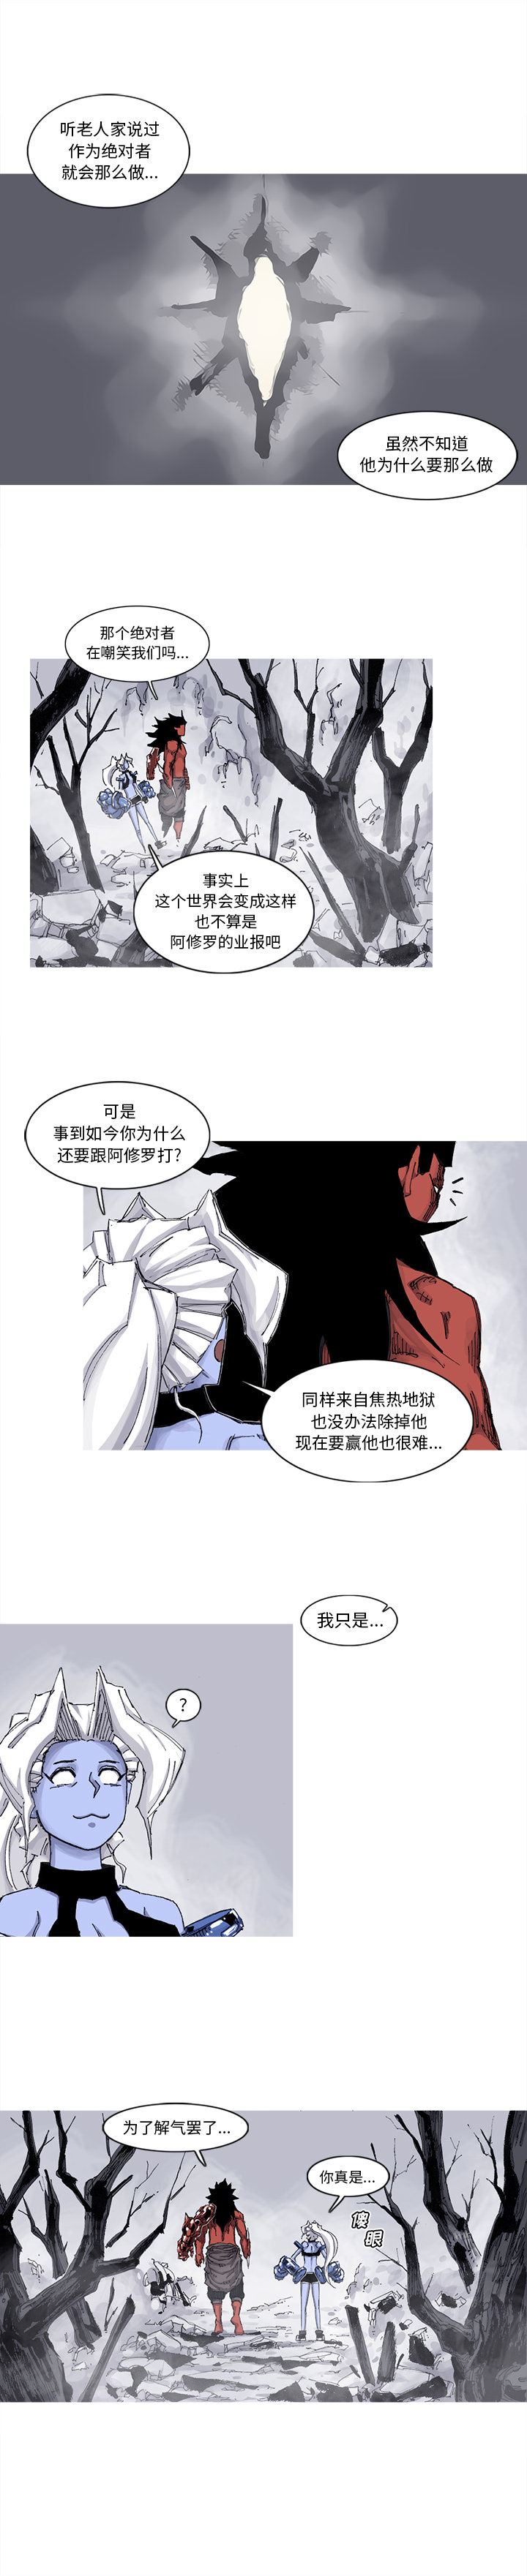 听老人家说过
作为绝对者
就会那么做...
虽然不知道
他为什么要那么做
那个绝对者
在嘲笑我们吗...
事实上
这个世界会变成这样
也不算是
阿修罗的业报吧
可是
事到如今你为什么
还要跟阿修罗打?
同样来自焦热地狱
也没办法除掉他
现在要赢他也很难...
我只是...
?
为了解气罢了...
你真是...
傻
眼